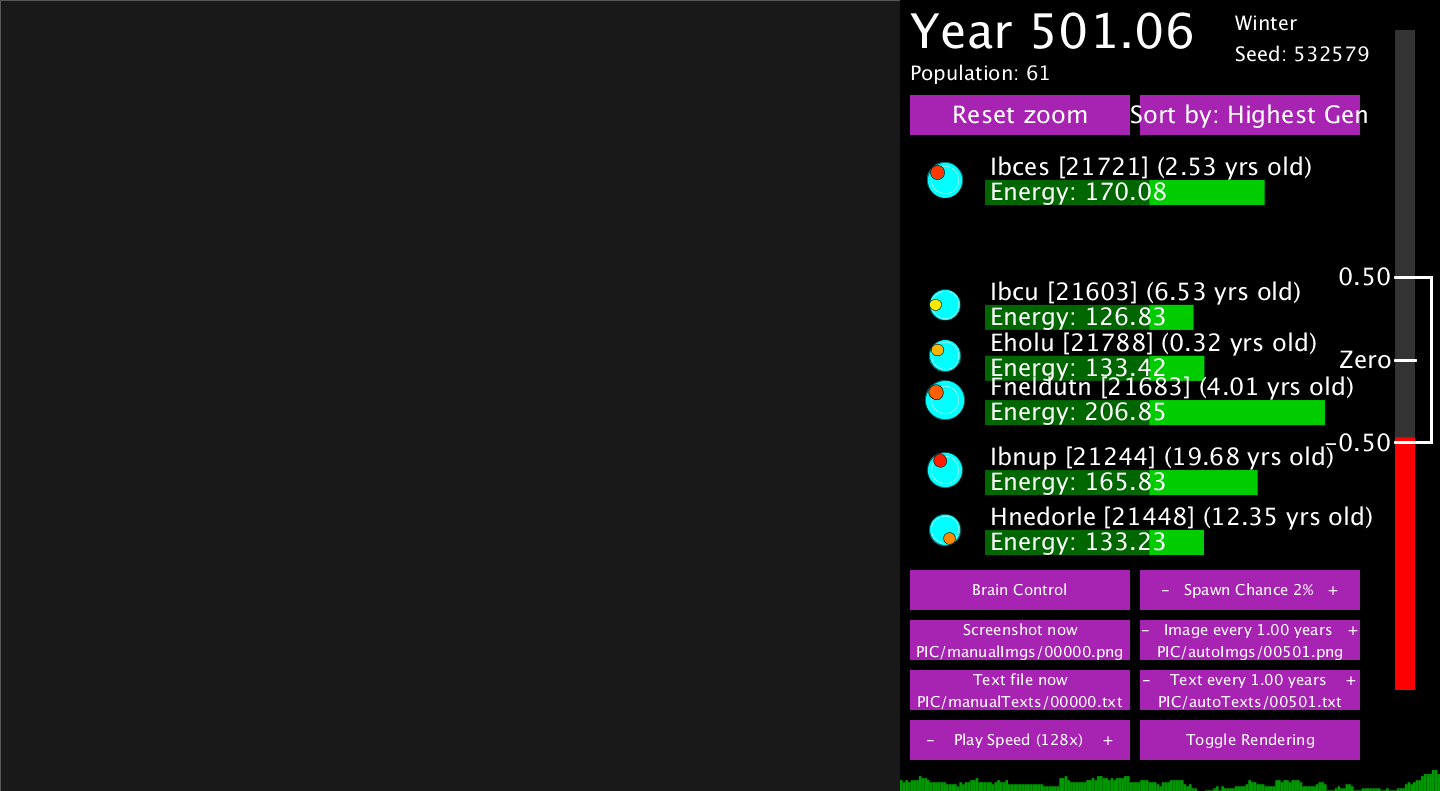 Year 501.06
Winter
Seed: 532579
Population: 61
Reset zoom
Sort by: Highest Gen
Ibces [21721] (2.53 yrs old)
Energy: 170.08
0.50
Ibcu [21603] (6.53 yrs old)
Energy: 126.83
Eholu [21788] (0.32 yrs old)
Zero
Energy: 133.42
Fneldutn [21683] (4.01 yrs old)
Energy: 206.85
-0.50
Ibnup [21244] (19.68 yrs old)
Energy: 165.83
Hnedorle [21448] (12.35 yrs old)
Energy: 133.23
Brain Control
- Spawn Chance 2% +
Screenshot now
PIC/manualImgs/00000.png
- Image every 1.00 years +
PIC/autoImgs/00501.png
Text file now
PIC/manualTexts/00000.txt
- Text every 1.00 years +
PIC/autoTexts/00501.txt
- Play Speed (128x) +
Toggle Rendering